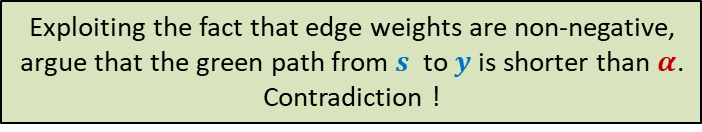 Exploiting the fact that edge weights are non-negative,
argue that the green path from s to y is shorter than α.
Contradiction !